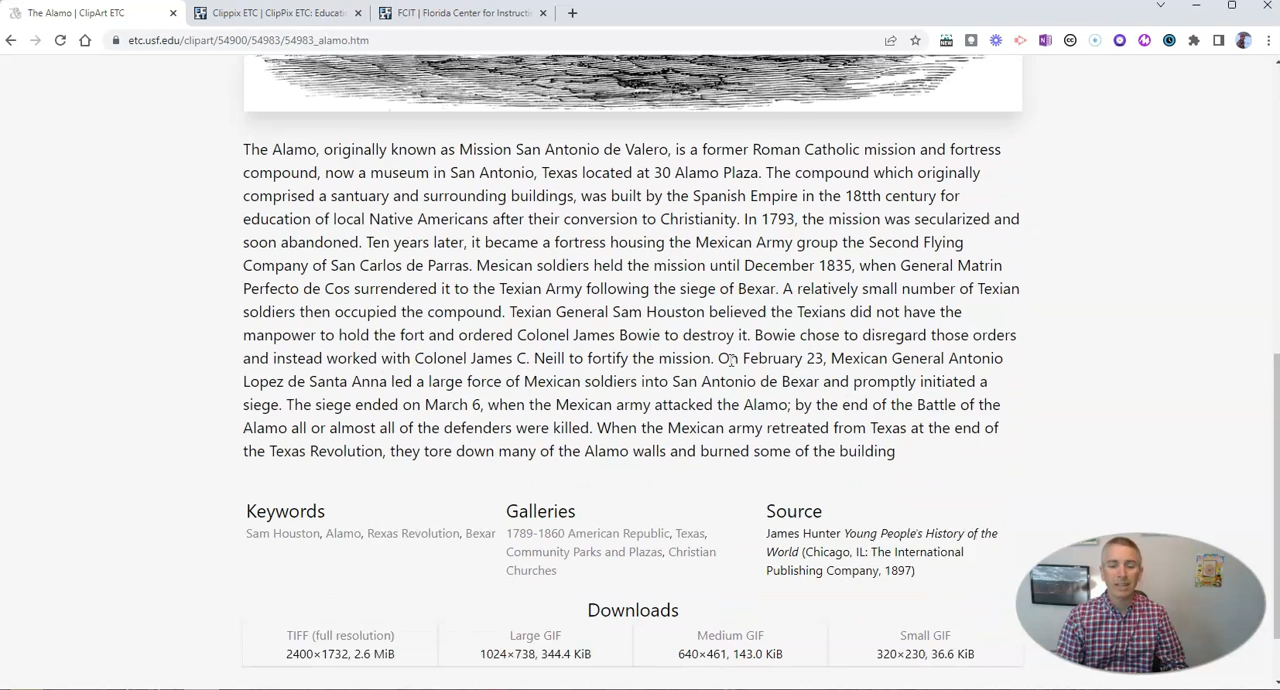 The Alamo | ClipArt ETC
Clippix ETC | ClipPix ETC: Educati
FCIT | Florida Center for Instructi
etc.usf.edu/clipart/54900/54983/54983_alamo.htm
The Alamo, originally known as Mission San Antonio de Valero, is a former Roman Catholic mission and fortress
compound, now a museum in San Antonio, Texas located at 30 Alamo Plaza. The compound which originally
comprised a santuary and surrounding buildings, was built by the Spanish Empire in the 18tth century for
education of local Native Americans after their conversion to Christianity. In 1793, the mission was secularized and
soon abandoned. Ten years later, it became a fortress housing the Mexican Army group the Second Flying
Company of San Carlos de Parras. Mesican soldiers held the mission until December 1835, when General Matrin
Perfecto de Cos surrendered it to the Texian Army following the siege of Bexar. A relatively small number of Texian
soldiers then occupied the compound. Texian General Sam Houston believed the Texians did not have the
manpower to hold the fort and ordered Colonel James Bowie to destroy it. Bowie chose to disregard those orders
and instead worked with Colonel James C. Neill to fortify the mission. On February 23, Mexican General Antonio
Lopez de Santa Anna led a large force of Mexican soldiers into San Antonio de Bexar and promptly initiated a
siege. The siege ended on March 6, when the Mexican army attacked the Alamo; by the end of the Battle of the
Alamo all or almost all of the defenders were killed. When the Mexican army retreated from Texas at the end of
the Texas Revolution, they tore down many of the Alamo walls and burned some of the building
Keywords
Sam Houston, Alamo, Rexas Revolution, Bexar
Galleries
1789-1860 American Republic, Texas,
Community Parks and Plazas, Christian
Churches
Source
James Hunter Young People's History of the
World (Chicago, IL: The International
Publishing Company, 1897)
Downloads
TIFF (full resolution)
2400×1732, 2.6 MiB
Large GIF
1024×738, 344.4 KiB
Medium GIF
640×461, 143.0 KiB
Small GIF
320×230, 36.6 KiB